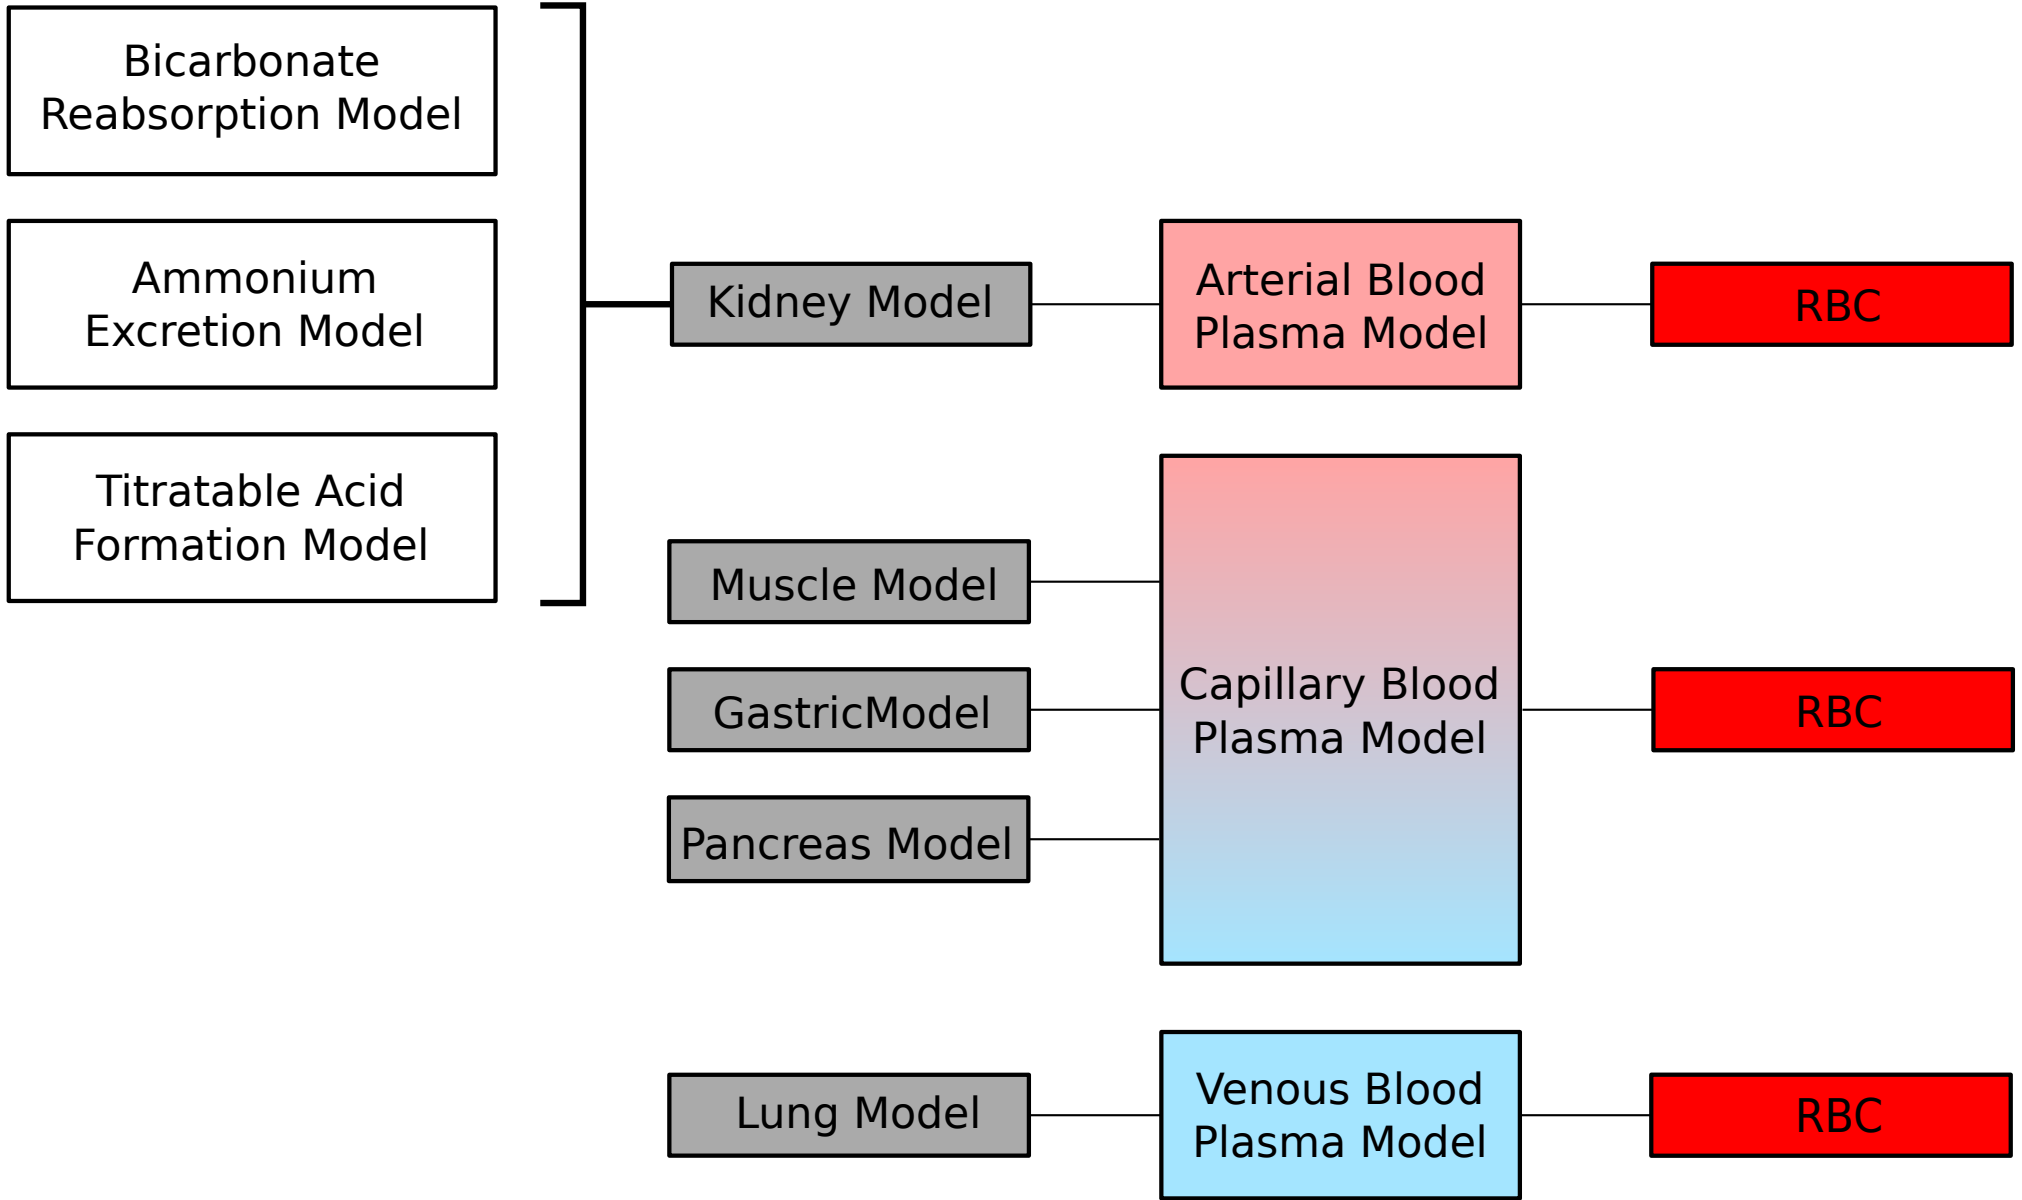 Bicarbonate
Reabsorption Model
Ammonium
Excretion Model
Titratable Acid
Formation Model
Kidney Model
Arterial Blood
Plasma Model
RBC
Muscle Model
GastricModel
Pancreas Model
Capillary Blood
Plasma Model
RBC
Lung Model
Venous Blood
Plasma Model
RBC